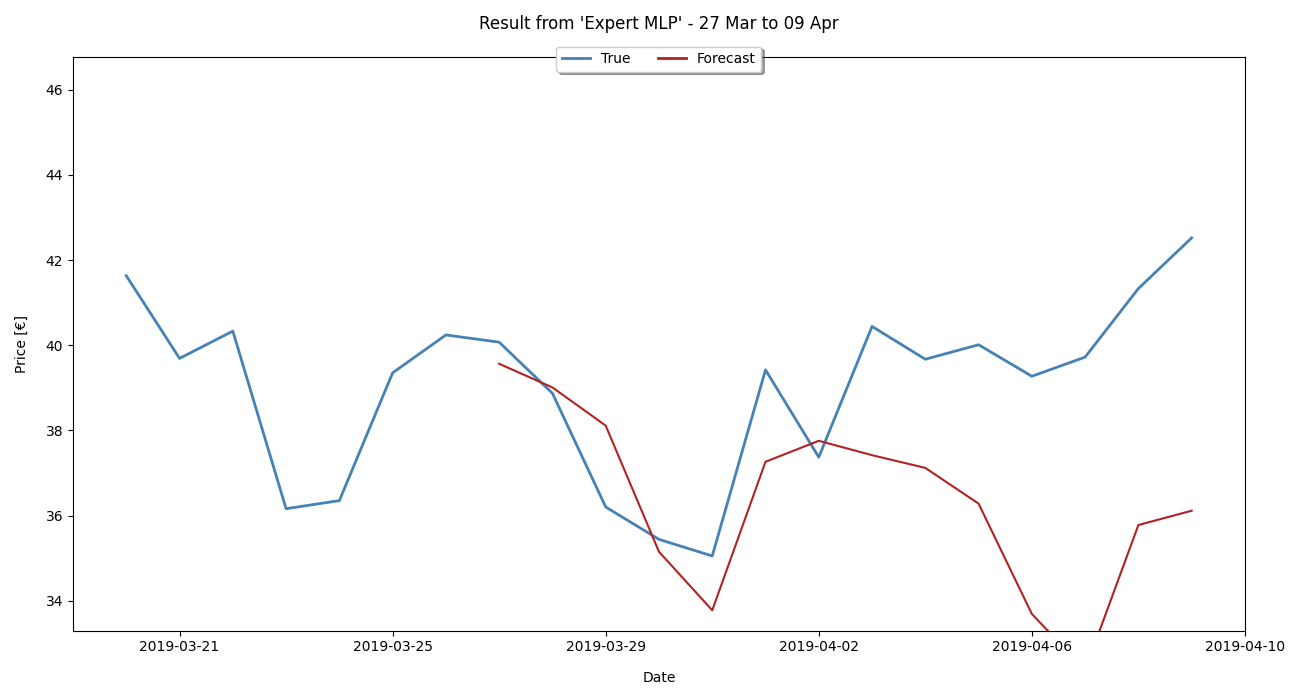 Result from 'Expert MLP' - 27 Mar to 09 Apr
True Forecast
46
44
42
40
38
36
34
Price [€]
2019-03-21 2019-03-25 2019-03-29 2019-04-02 2019-04-06 2019-04-10
Date